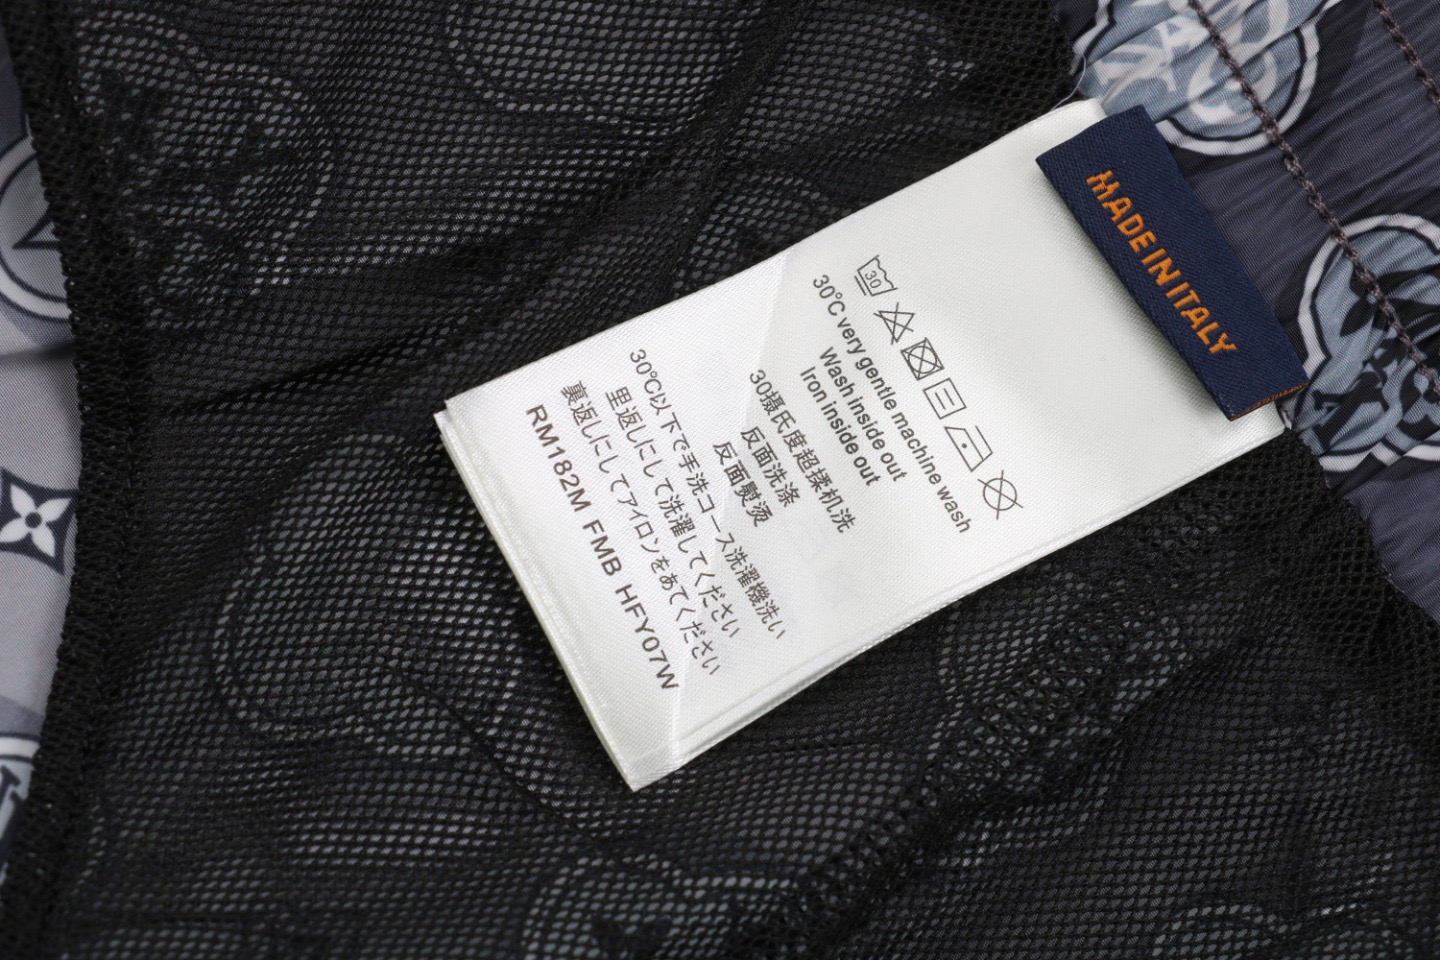 MADE IN ITALY
30
30℃ very gentle machine wash
Wash inside out
Iron inside out
30摄氏度超揉机洗
反面洗涤
反面熨烫
30℃以下で手洗コース洗濯機洗い
里返しにして洗濯してください
裏返しにしてアイロンをあてください
RM182M FMB HFY07W